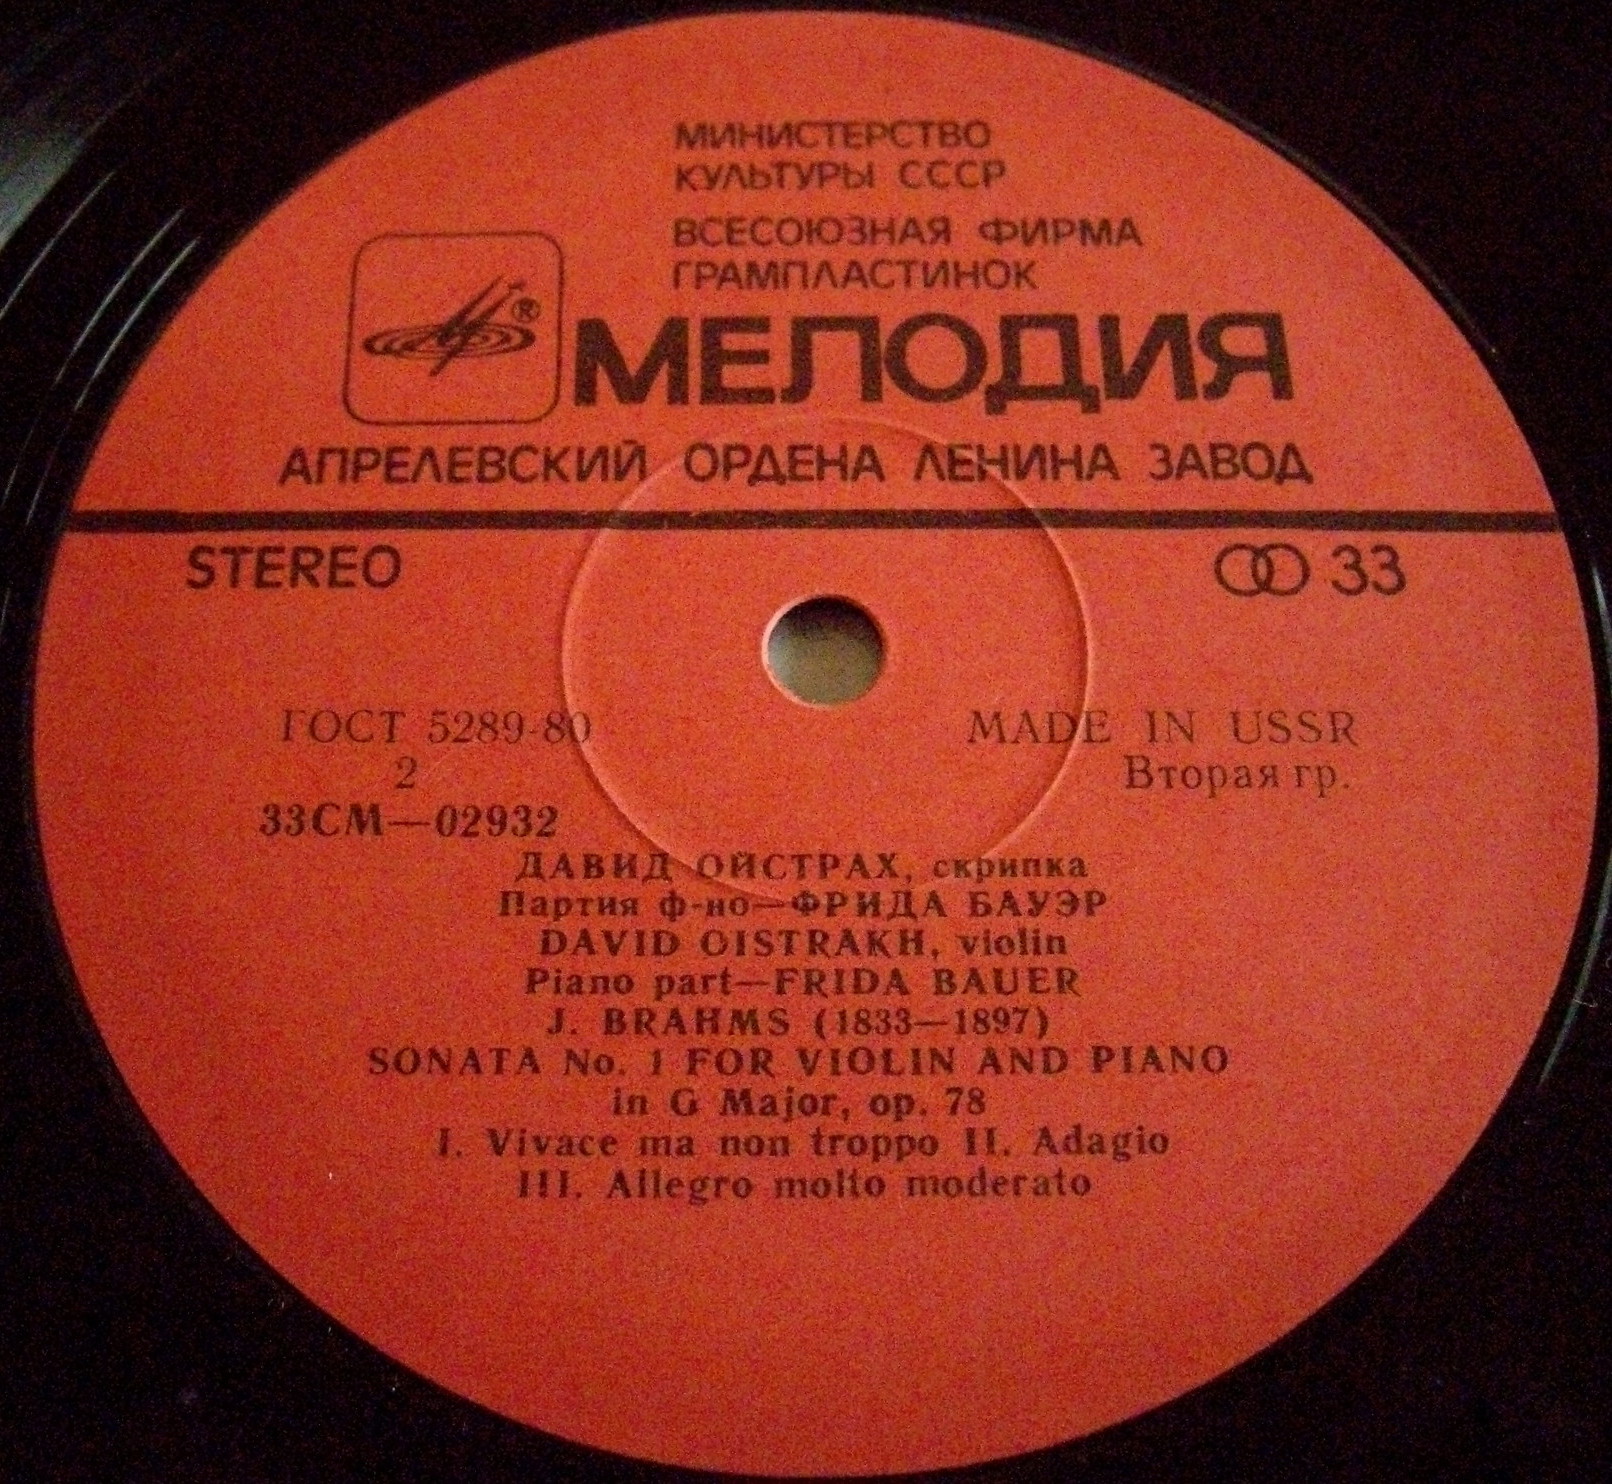 МИНИСТЕРСТВО
КУЛЬТУРЫ СССР
ВСЕСОЮЗНАЯ ФИРМА
ГРАМПЛАСТИНОК
®
МЕЛОДИЯ
АПРЕЛЕВСКИЙ ОРДЕНА ЛЕНИНА ЗАВОД
STEREO 33
ГОСТ 5289-80 MADE IN USSR
2 Вторая гр.
33СМ—02932
ДАВИД ОЙСТРАХ, скрипка
Партия ф-но—ФРИДА БАУЭР
DAVID OISTRAKH, violin
Piano part—FRIDA BAUER
J. BRAHMS (1833—1897)
SONATA No. 1 FOR VIOLIN AND PIANO
in G Major, op. 78
I. Vivace ma non troppo II. Adagio
III. Allegro molto moderato